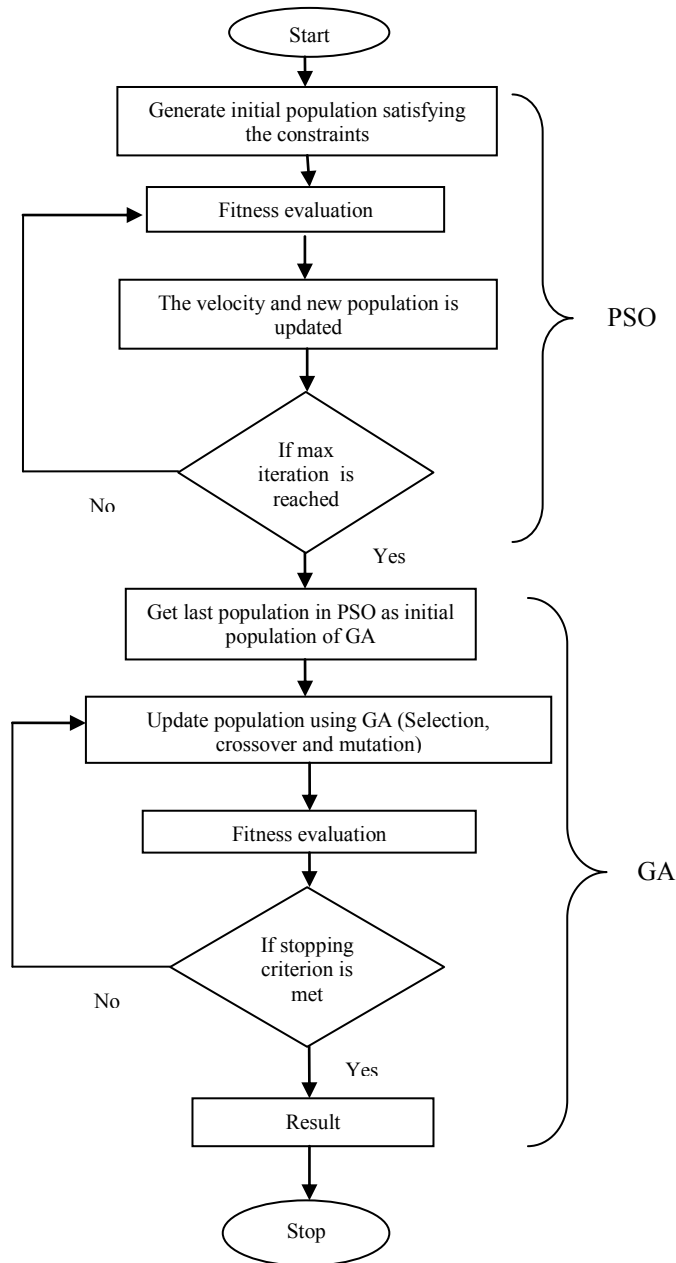 Start
Generate initial population satisfying
the constraints
Fitness evaluation
The velocity and new population is
updated
PSO
If max
iteration is
reached
No
Yes
Get last population in PSO as initial
population of GA
Update population using GA (Selection,
crossover and mutation)
Fitness evaluation
GA
If stopping
criterion is
met
No
Yes
Result
Stop